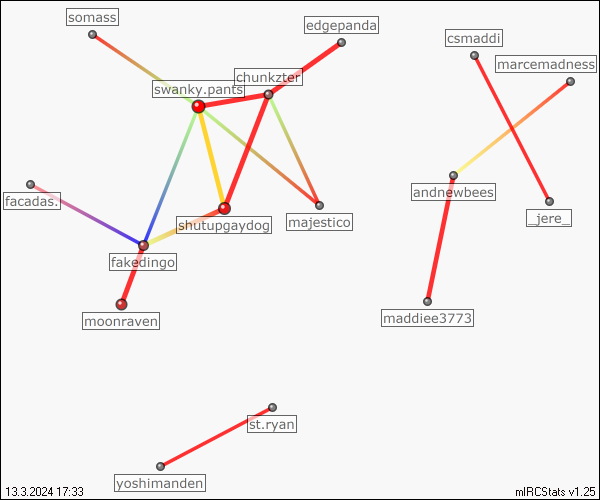 somass
edgepanda
csmaddi
marcemadness
chunkzter
swanky.pants
andnewbees
facadas.
shutupgaydog
majestico
_jere_
fakedingo
moonraven
maddiee3773
st.ryan
yoshimanden
13.3.2024 17:33
mIRCStats v1.25